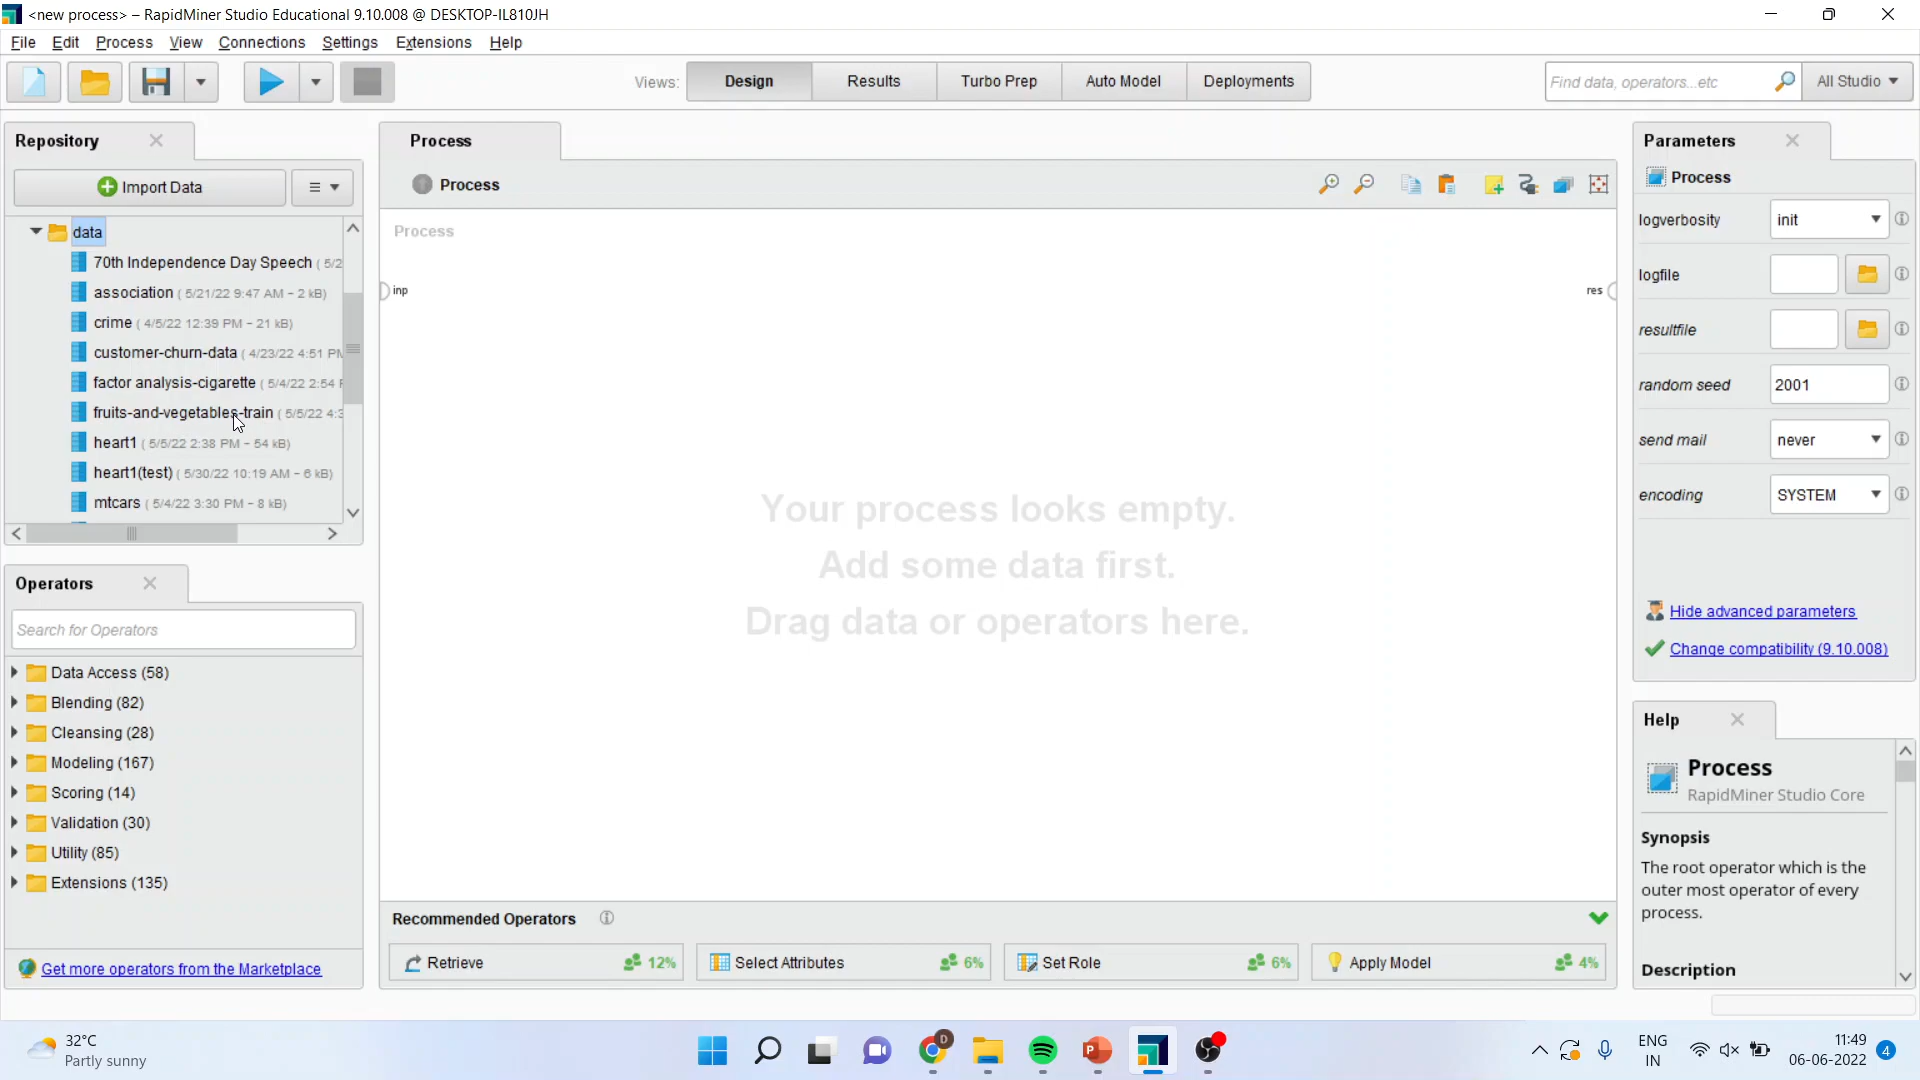 <new process> – RapidMiner Studio Educational 9.10.008 @ DESKTOP-IL810JH
File Edit Process View Connections Settings Extensions Help
Views: Design Results Turbo Prep Auto Model Deployments
Find data, operators...etc
All Studio
Repository
Import Data
data
70th Independence Day Speech ( 5/2
association ( 5/21/22 9:47 AM – 2 kB)
crime ( 4/5/22 12:39 PM – 21 kB)
customer-churn-data ( 4/23/22 4:51 PM
factor analysis-cigarette ( 5/4/22 2:54
fruits-and-vegetables-train ( 5/5/22 4:3
heart1 ( 5/5/22 2:38 PM – 54 kB)
heart1(test) ( 5/30/22 10:19 AM – 6 kB)
mtcars ( 5/4/22 3:30 PM – 8 kB)
Operators
Search for Operators
Data Access (58)
Blending (82)
Cleansing (28)
Modeling (167)
Scoring (14)
Validation (30)
Utility (85)
Extensions (135)
Get more operators from the Marketplace
Process
Process
Process
inp
res
Your process looks empty.
Add some data first.
Drag data or operators here.
Recommended Operators
Retrieve 12%
Select Attributes 6%
Set Role 6%
Apply Model 4%
Parameters
Process
logverbosity init
logfile
resultfile
random seed 2001
send mail never
encoding SYSTEM
Hide advanced parameters
Change compatibility (9.10.008)
Help
Process
RapidMiner Studio Core
Synopsis
The root operator which is the
outer most operator of every
process.
Description
32°C
Partly sunny
D
P
ENG
IN
11:49
06-06-2022
4